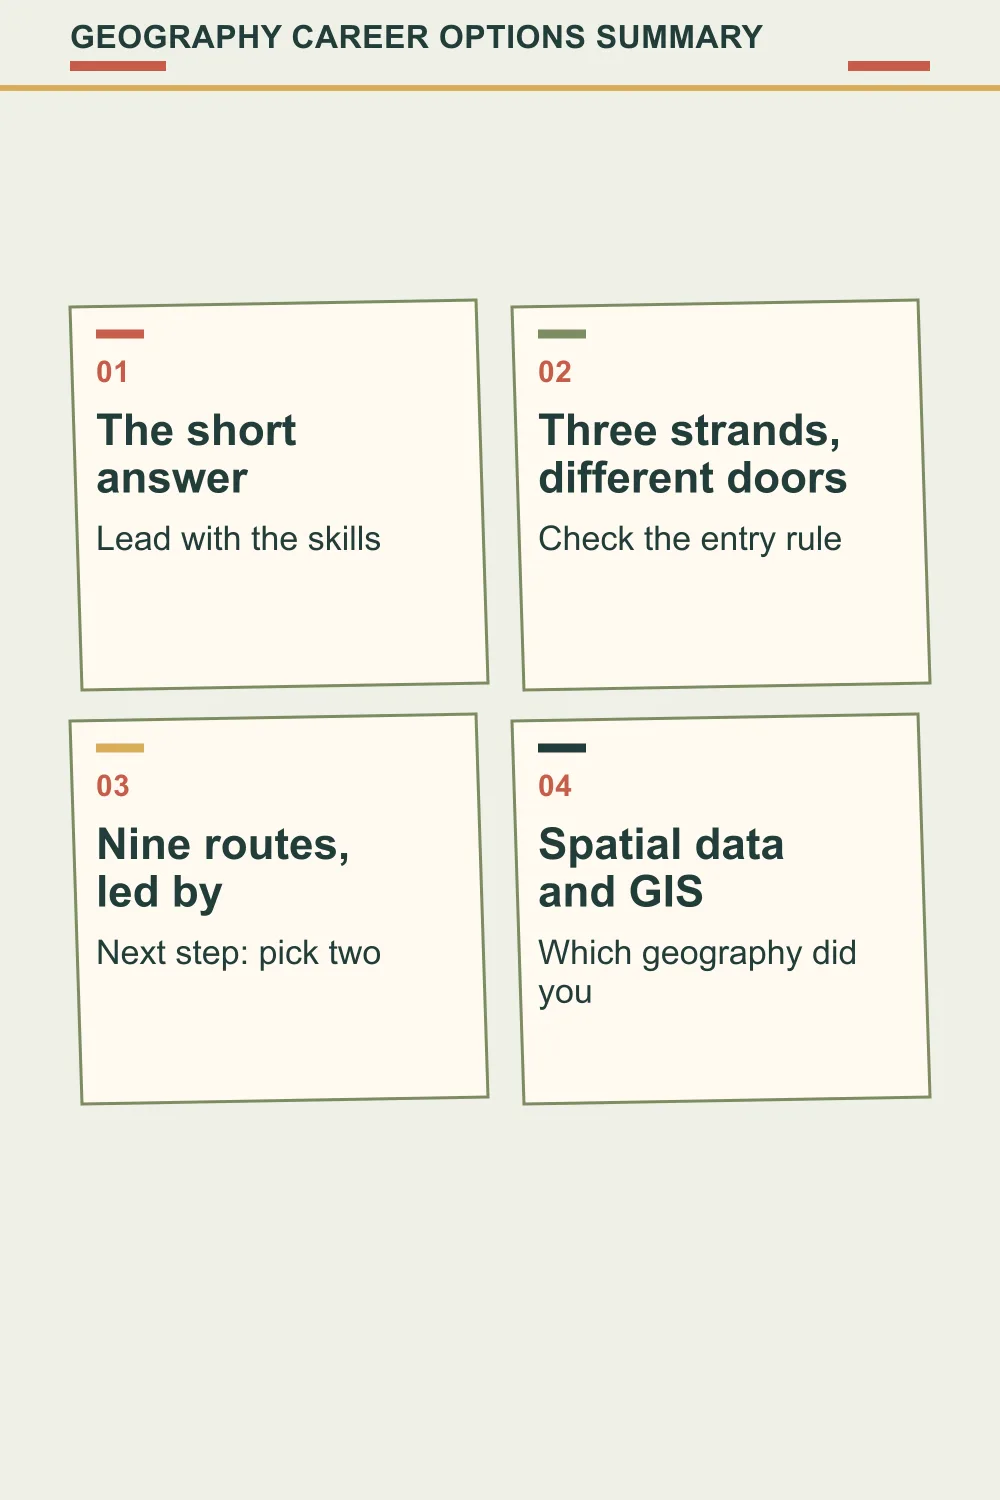 GEOGRAPHY CAREER OPTIONS SUMMARY
01
The short
answer
Lead with the skills
02
Three strands,
different doors
Check the entry rule
03
Nine routes,
led by
Next step: pick two
04
Spatial data
and GIS
Which geography did
you